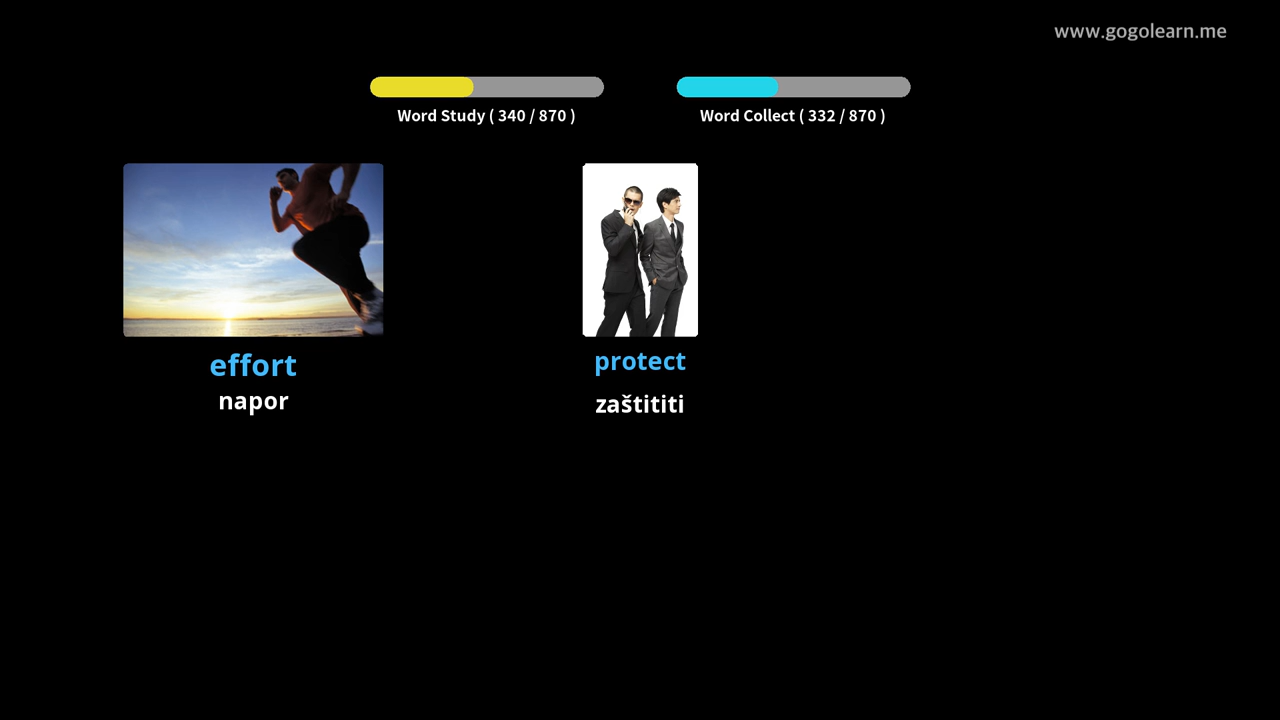 www.gogolearn.me
Word Study ( 340 / 870 )
Word Collect ( 332 / 870 )
effort
napor
protect
zaštititi